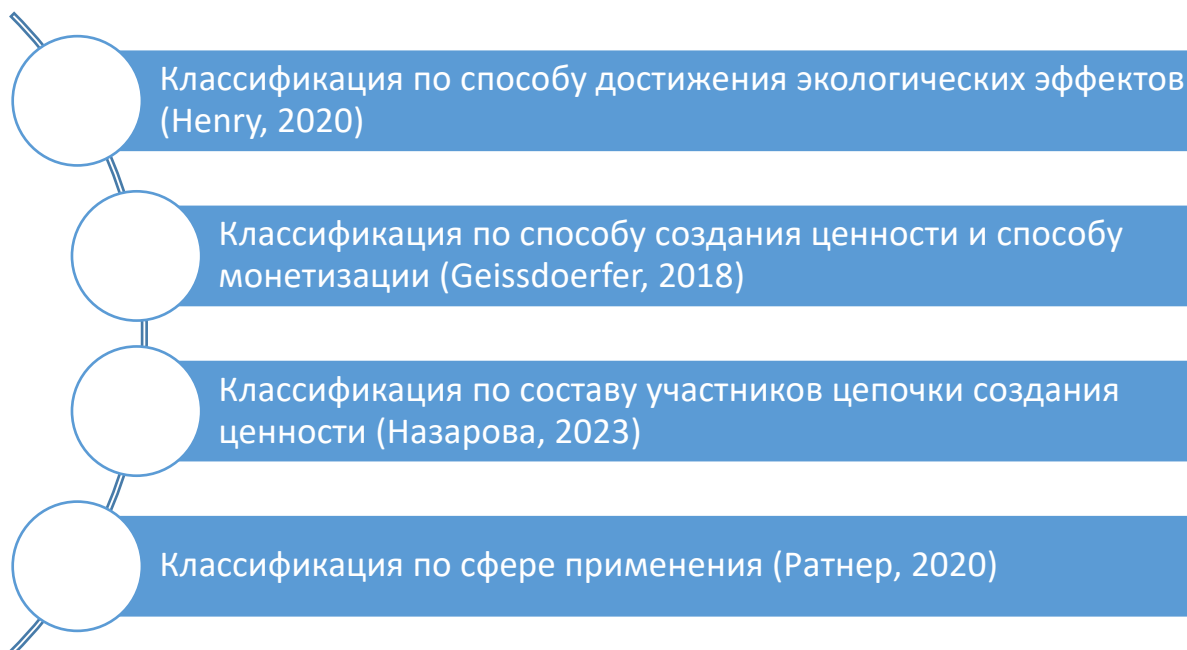 Классификация по способу достижения экологических эффектов
(Henry, 2020)
Классификация по способу создания ценности и способу
монетизации (Geissdoerfer, 2018)
Классификация по составу участников цепочки создания
ценности (Назарова, 2023)
Классификация по сфере применения (Ратнер, 2020)